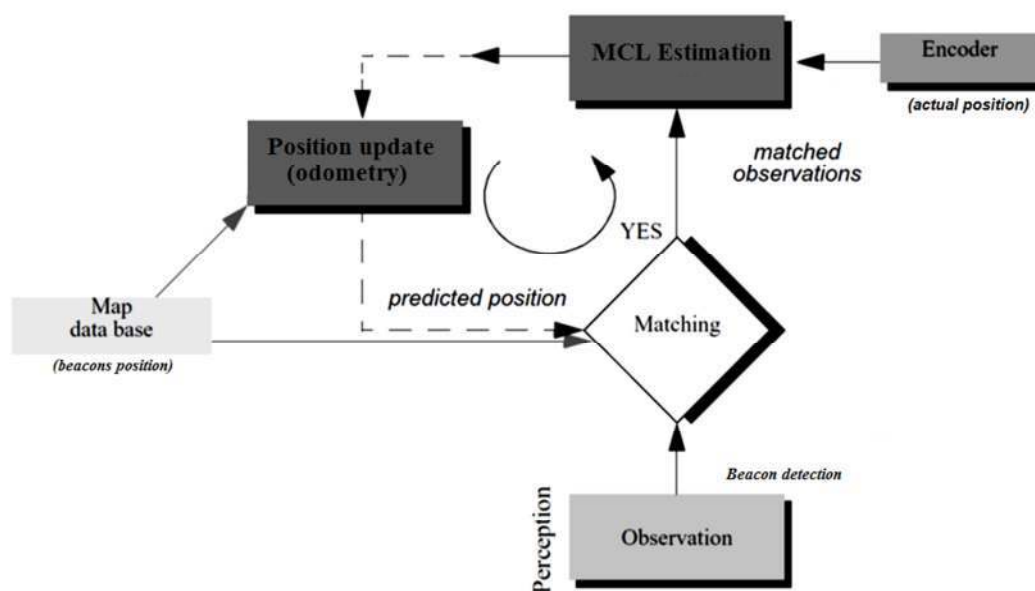 MCL Estimation
Encoder
(actual position)
Position update
(odometry)
matched
observations
YES
predicted position
Map
data base
(beacons position)
Matching
Beacon detection
Perception
Observation